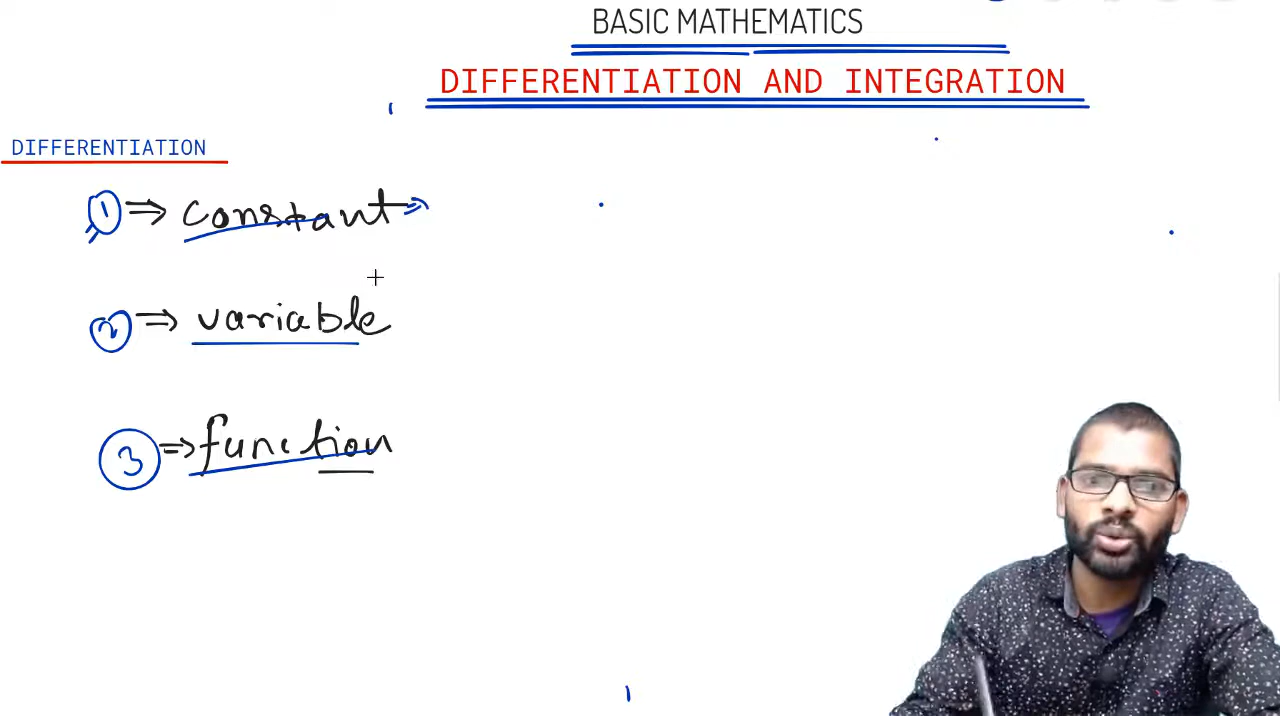 BASIC MATHEMATICS
DIFFERENTIATION AND INTEGRATION
DIFFERENTIATION
1 ⇒ constant →
2 ⇒ variable
3 ⇒ function